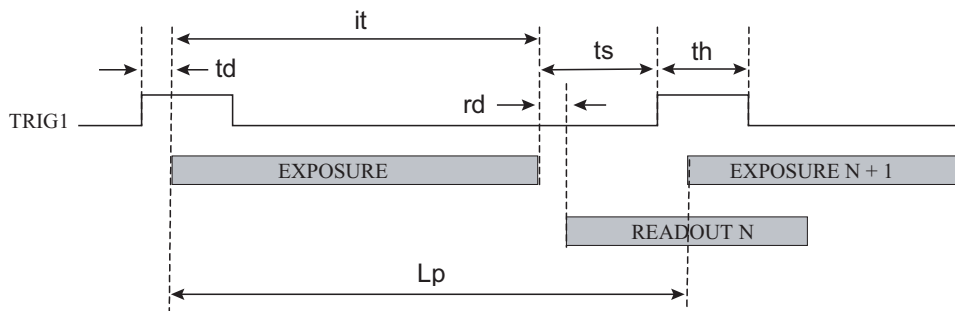 it
td
ts
th
rd
TRIG1
EXPOSURE
EXPOSURE N + 1
READOUT N
Lp